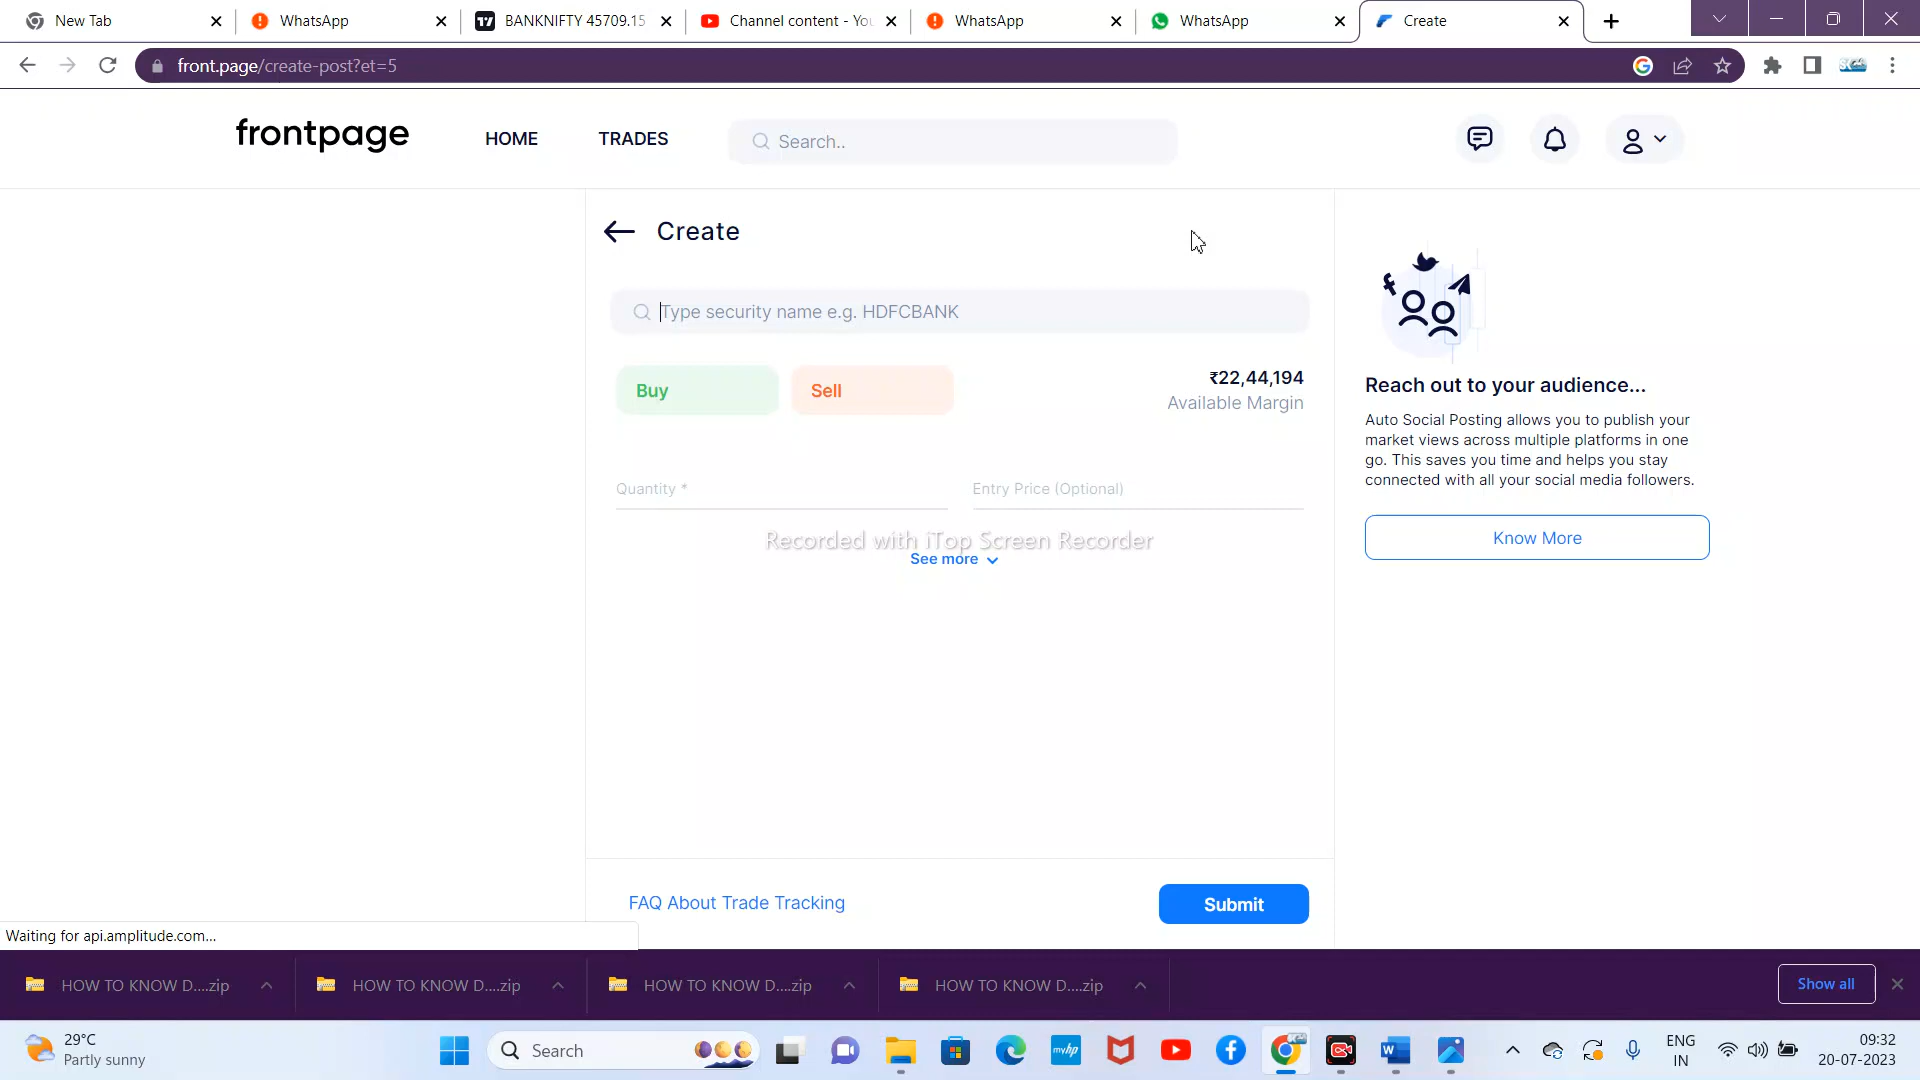 New Tab
WhatsApp
BANKNIFTY 45709.15
Channel content - You
WhatsApp
WhatsApp
Create
front.page/create-post?et=5
frontpage
HOME
TRADES
Search..
Create
Type security name e.g. HDFCBANK
Buy
Sell
₹22,44,194
Available Margin
Quantity *
Entry Price (Optional)
Recorded with iTop Screen Recorder
See more
Reach out to your audience...
Auto Social Posting allows you to publish your
market views across multiple platforms in one
go. This saves you time and helps you stay
connected with all your social media followers.
Know More
FAQ About Trade Tracking
Submit
Waiting for api.amplitude.com...
HOW TO KNOW D....zip
HOW TO KNOW D....zip
HOW TO KNOW D....zip
HOW TO KNOW D....zip
Show all
29°C
Partly sunny
Search
myhp
ENG
IN
09:32
20-07-2023